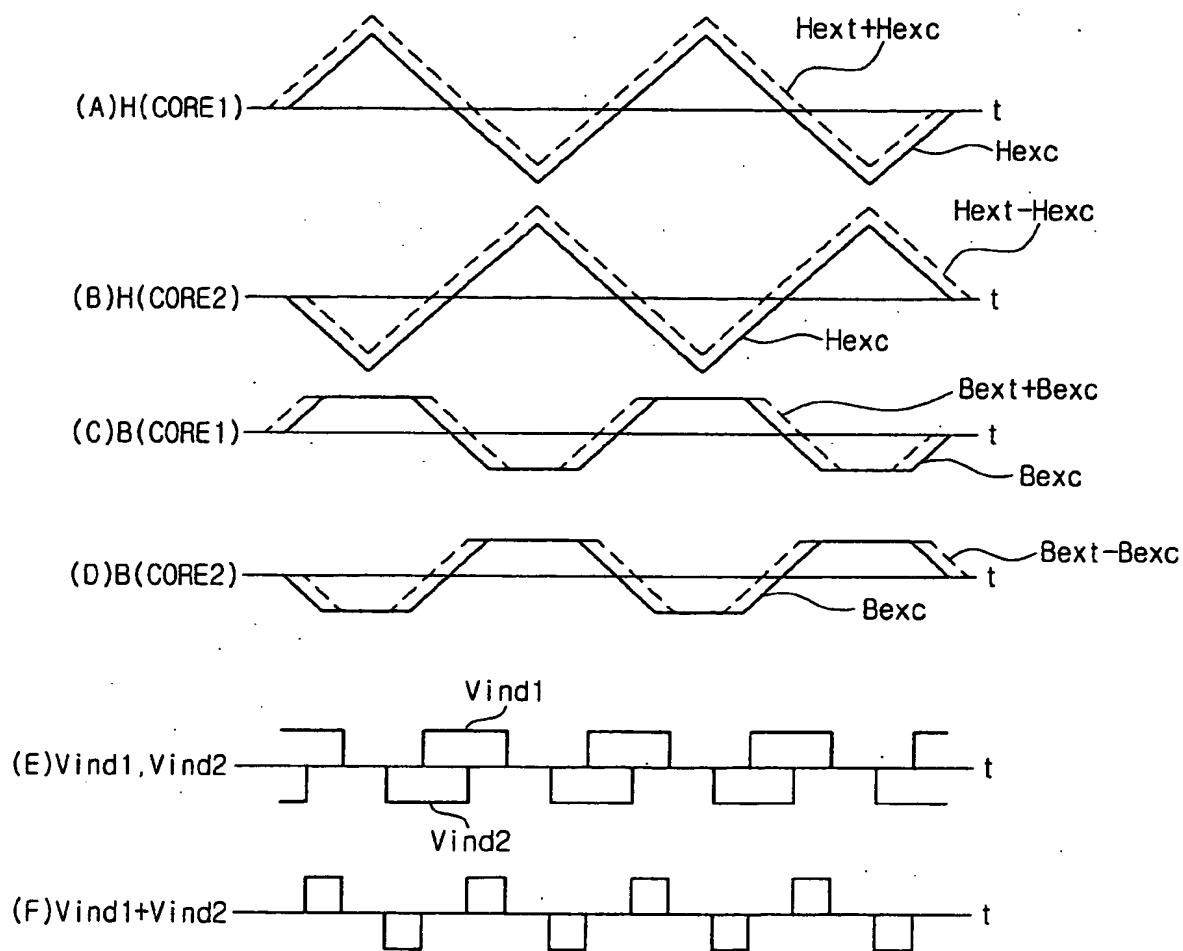 Hext+Hexc
(A)H(CORE1)
t
Hexc
Hext-Hexc
(B)H(CORE2)
t
Hexc
Bext+Bexc
(C)B(CORE1)
t
Bexc
(D)B(CORE2)
t
Bext-Bexc
Bexc
Vind1
(E)Vind1,Vind2
t
Vind2
(F)Vind1+Vind2
t